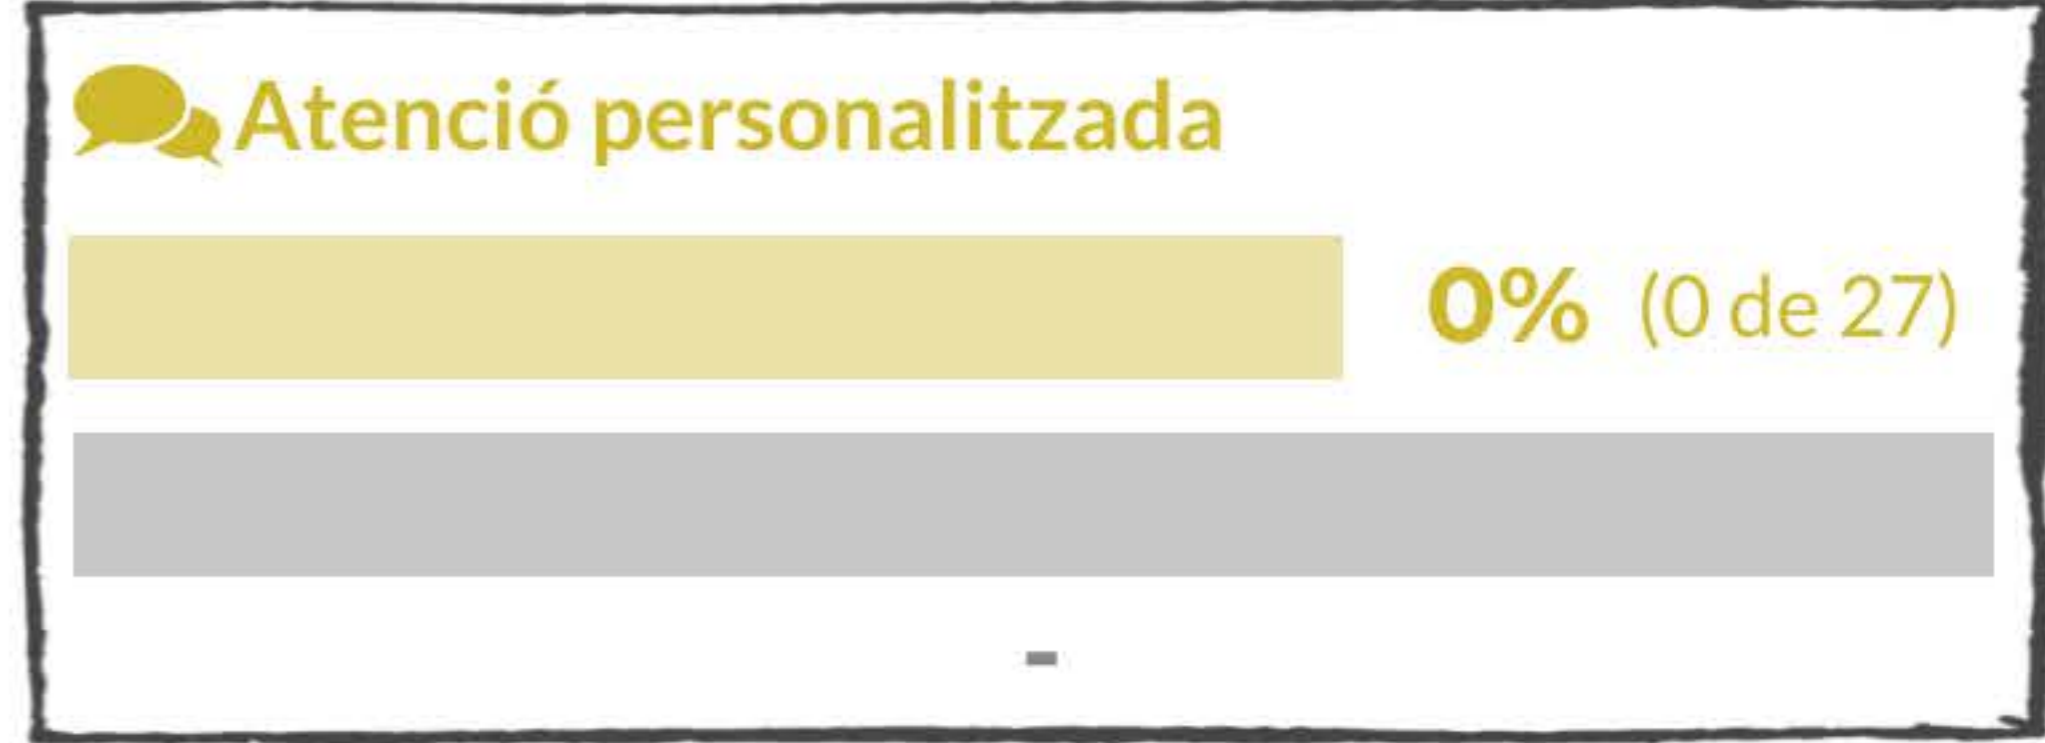 Atenció personalitzada
0% (0 de 27)
-